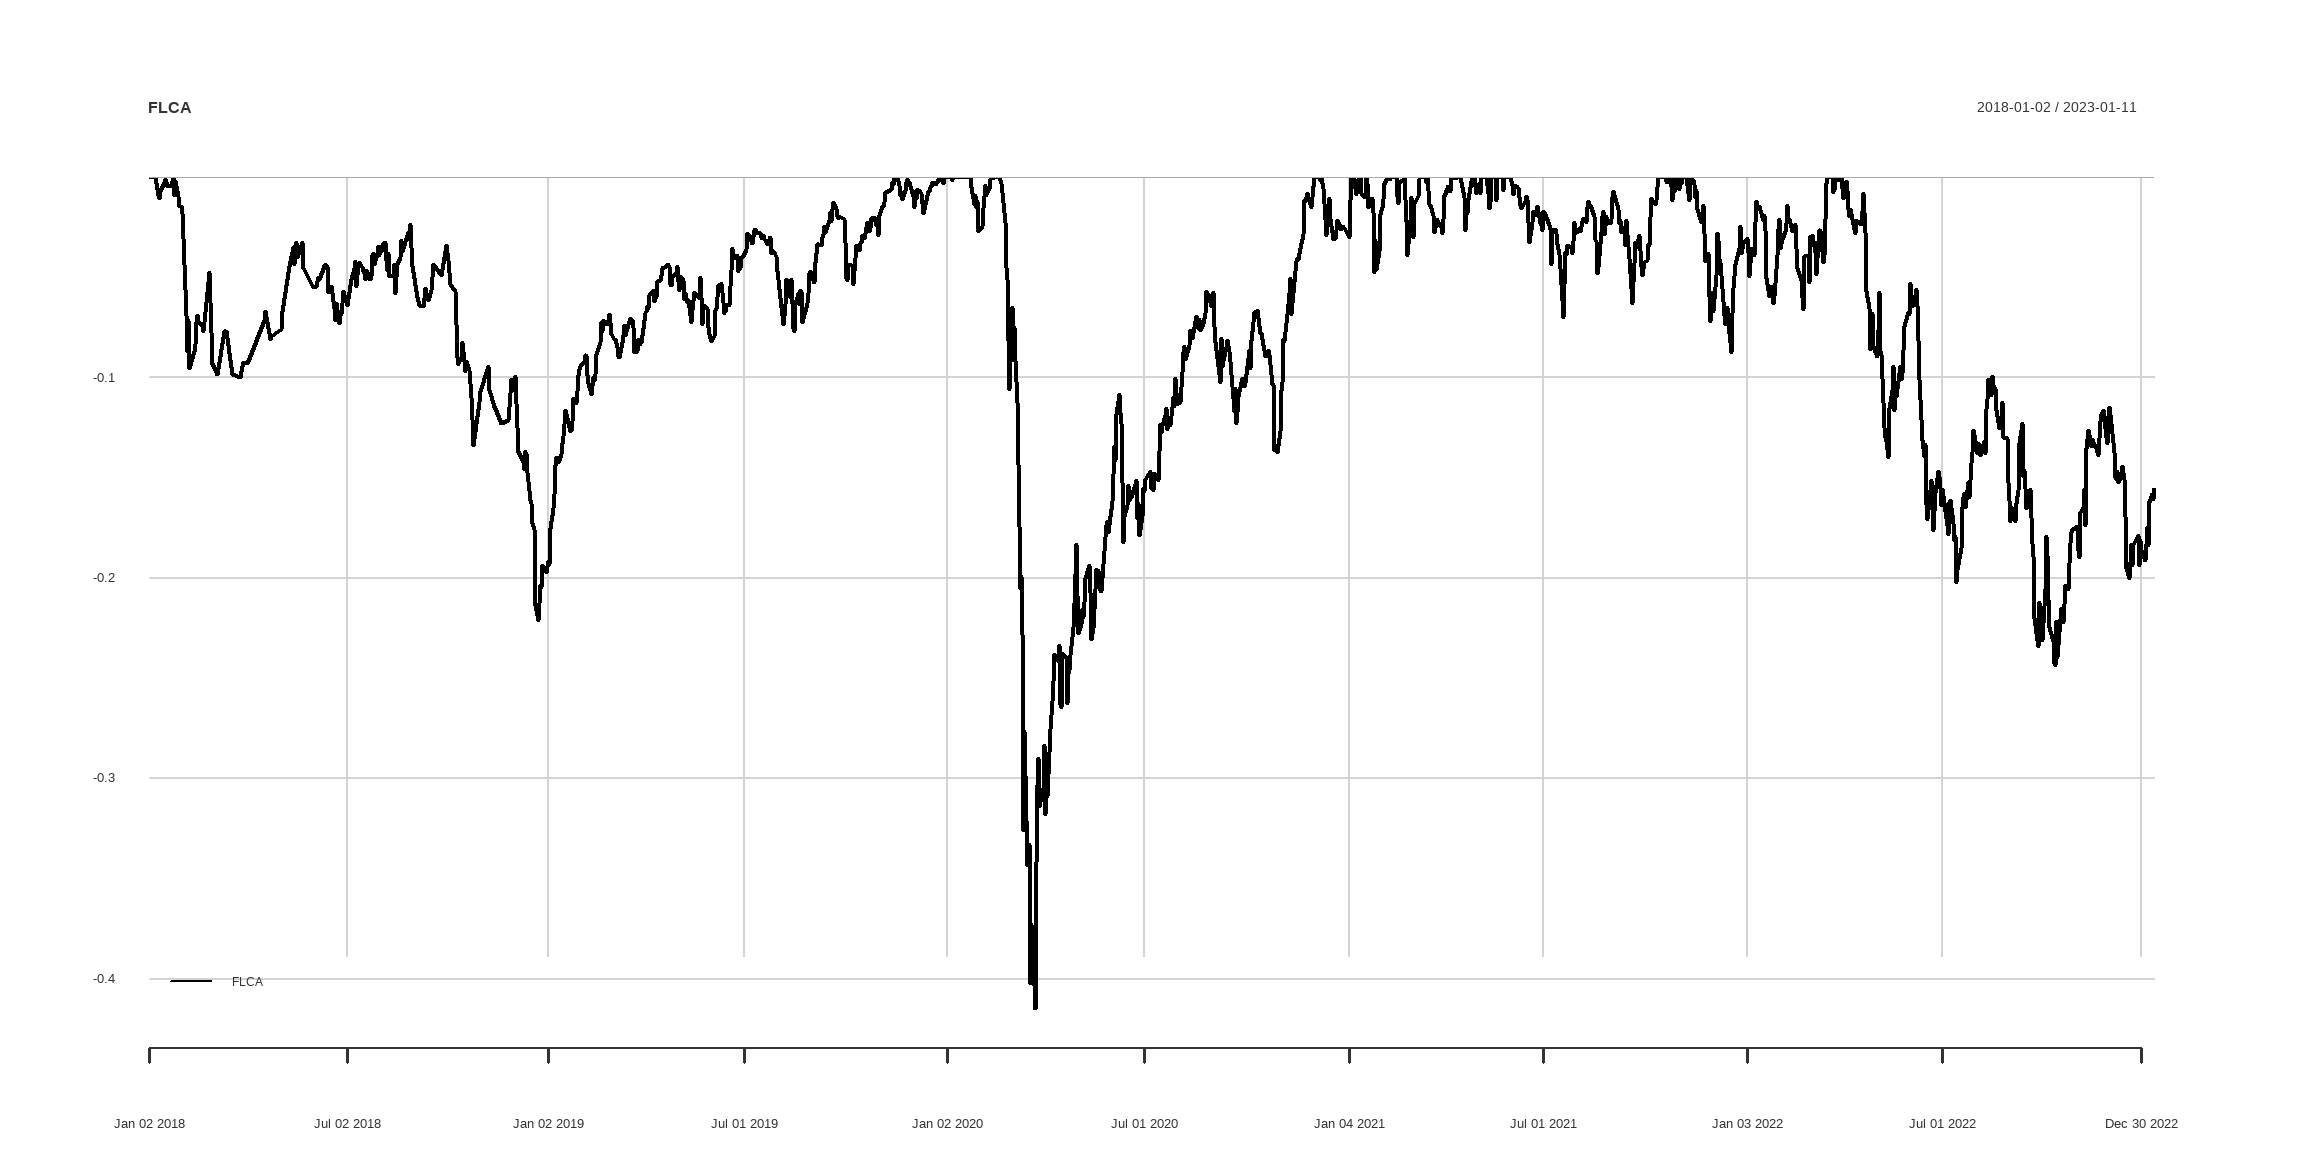 FLCA
2018-01-02 / 2023-01-11
-0.1
-0.2
-0.3
-0.4
FLCA
Jan 02 2018
Jul 02 2018
Jan 02 2019
Jul 01 2019
Jan 02 2020
Jul 01 2020
Jan 04 2021
Jul 01 2021
Jan 03 2022
Jul 01 2022
Dec 30 2022